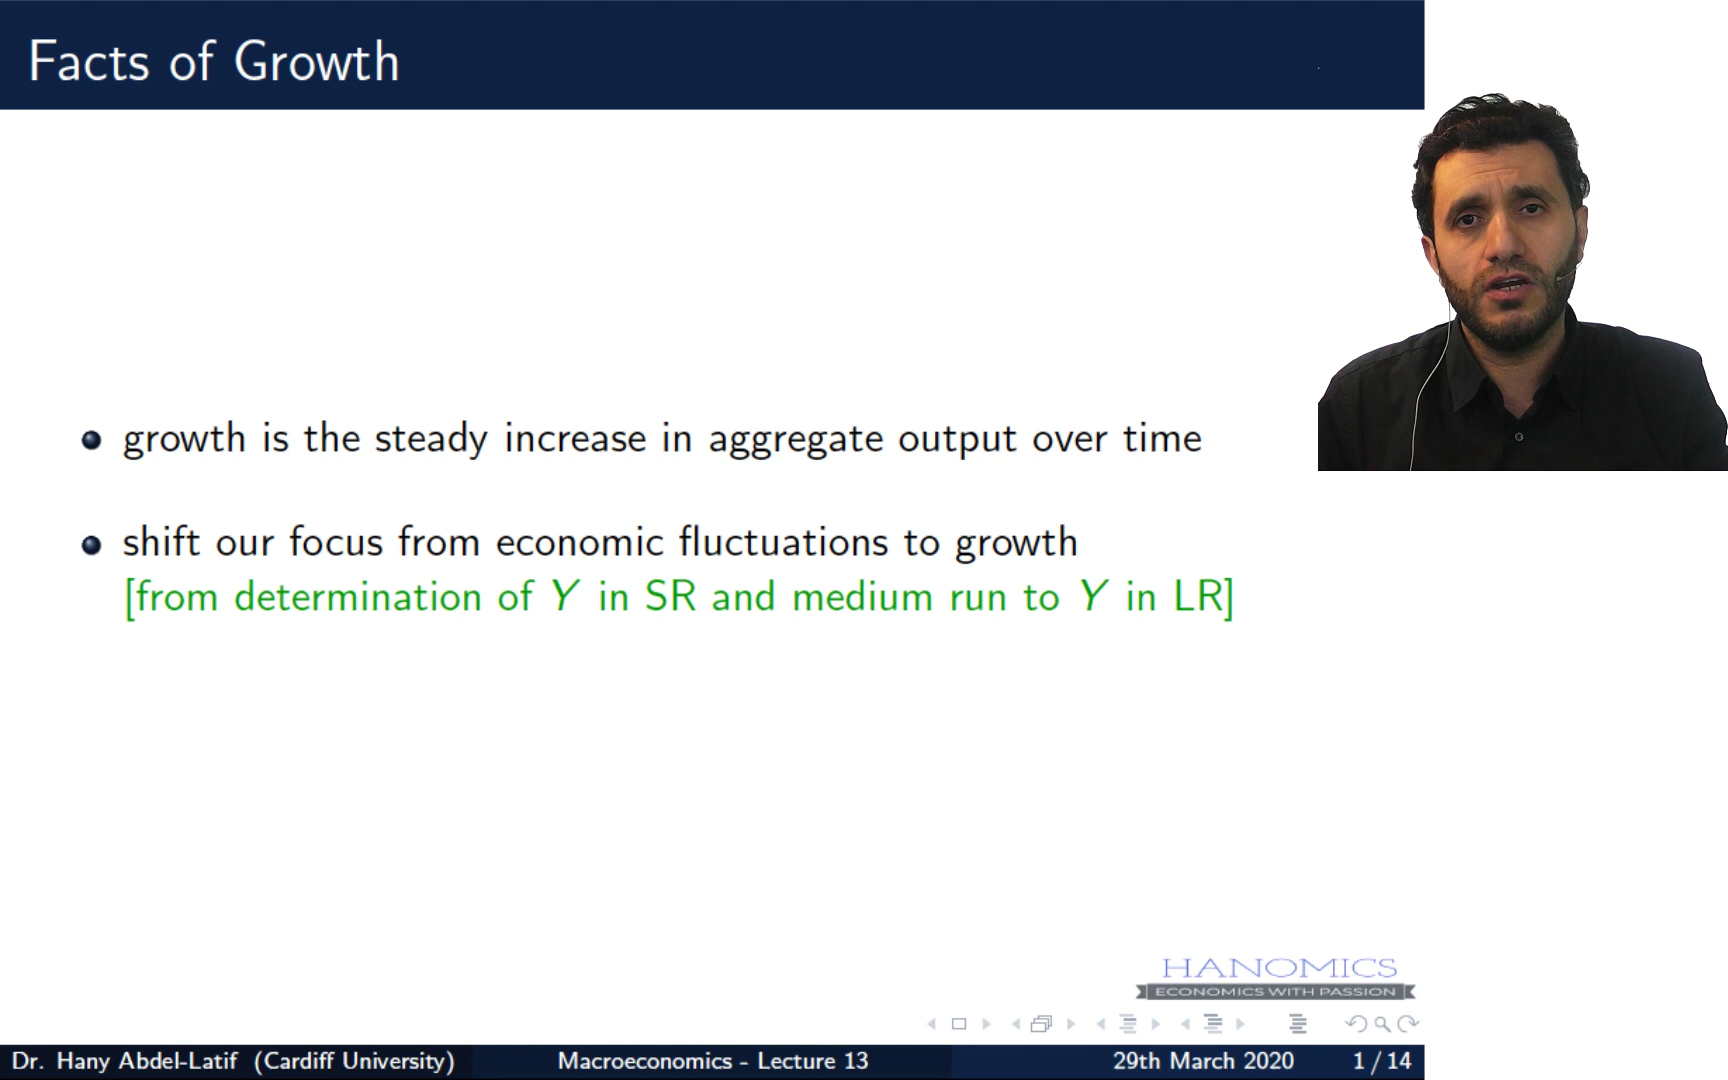 Facts of Growth
growth is the steady increase in aggregate output over time
shift our focus from economic fluctuations to growth
[from determination of Y in SR and medium run to Y in LR]
HANOMICS
ECONOMICS WITH PASSION
Dr. Hany Abdel-Latif (Cardiff University) Macroeconomics - Lecture 13 29th March 2020 1 / 14